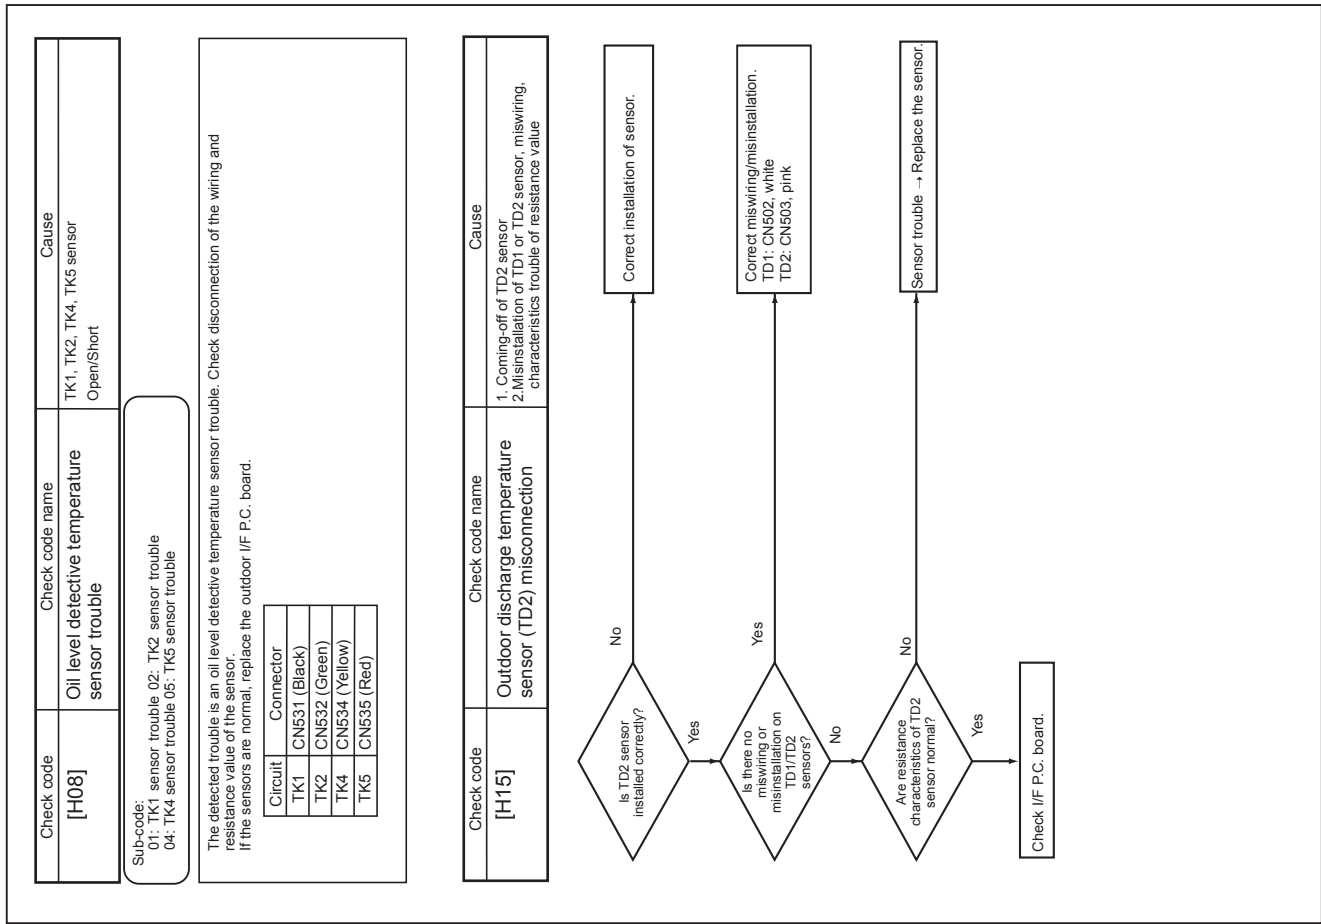 Check code
Check code name
Cause
[H08]
Oil level detective temperature
sensor trouble
TK1, TK2, TK4, TK5 sensor
Open/Short
Sub-code:
01: TK1 sensor trouble 02: TK2 sensor trouble
04: TK4 sensor trouble 05: TK5 sensor trouble
The detected trouble is an oil level detective temperature sensor trouble. Check disconnection of the wiring and
resistance value of the sensor.
If the sensors are normal, replace the outdoor I/F P.C. board.
Circuit Connector
TK1 CN531 (Black)
TK2 CN532 (Green)
TK4 CN534 (Yellow)
TK5 CN535 (Red)
Check code
Check code name
Cause
[H15]
Outdoor discharge temperature
sensor (TD2) misconnection
1. Coming-off of TD2 sensor
2.Misinstallation of TD1 or TD2 sensor, miswiring,
characteristics trouble of resistance value
Is TD2 sensor
installed correctly?
No
Correct installation of sensor.
Yes
Is there no
miswiring or
misinstallation on
TD1/TD2
sensors?
Yes
Correct miswiring/misinstallation.
TD1: CN502, white
TD2: CN503, pink
No
Are resistance
characteristics of TD2
sensor normal?
No
Sensor trouble → Replace the sensor.
Yes
Check I/F P.C. board.